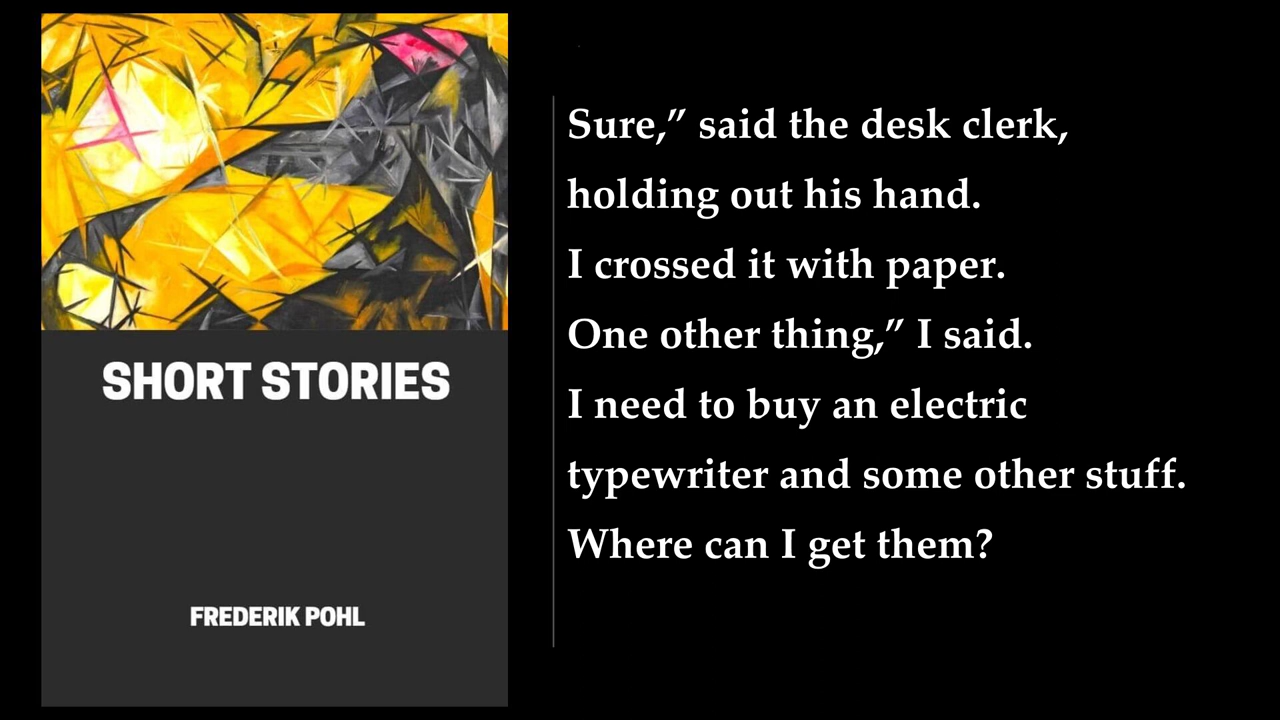 SHORT STORIES
FREDERIK POHL
Sure,” said the desk clerk,
holding out his hand.
I crossed it with paper.
One other thing,” I said.
I need to buy an electric
typewriter and some other stuff.
Where can I get them?